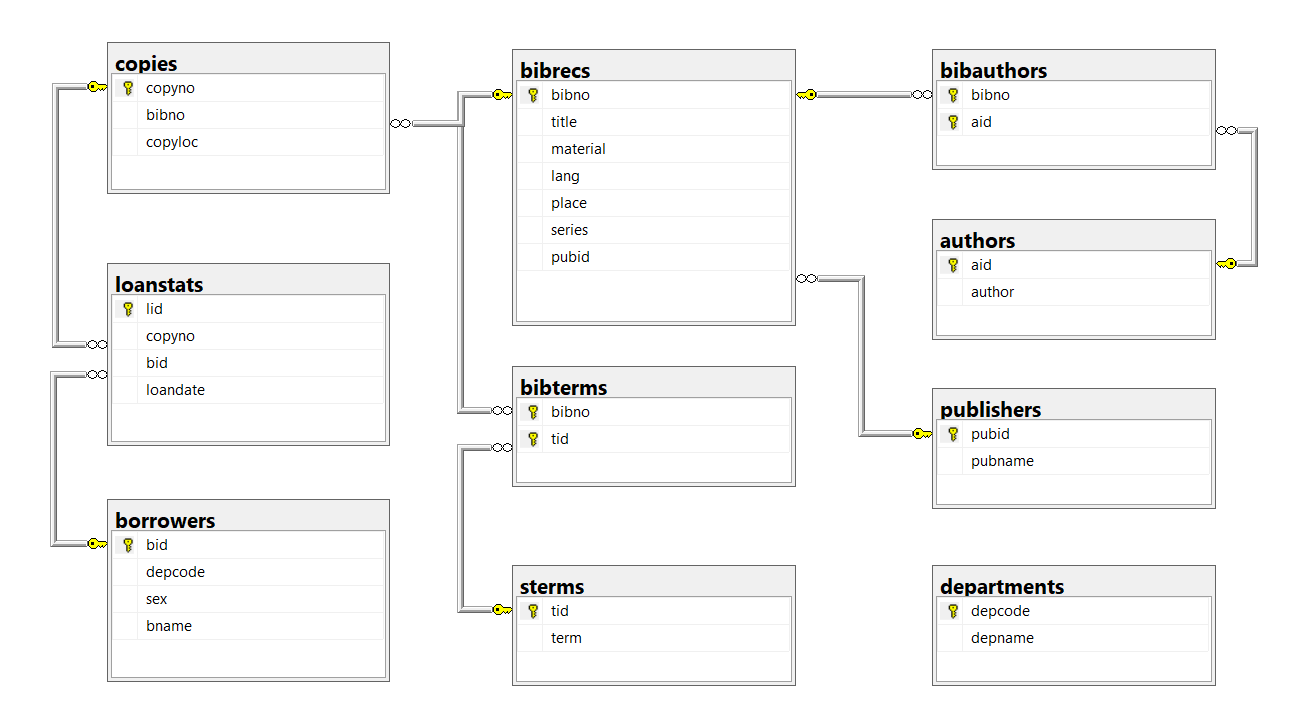 copies
copyno
bibno
copyloc
loanstats
lid
copyno
bid
loandate
borrowers
bid
depcode
sex
bname
bibrecs
bibno
title
material
lang
place
series
pubid
bibterms
bibno
tid
sterms
tid
term
bibauthors
bibno
aid
authors
aid
author
publishers
pubid
pubname
departments
depcode
depname